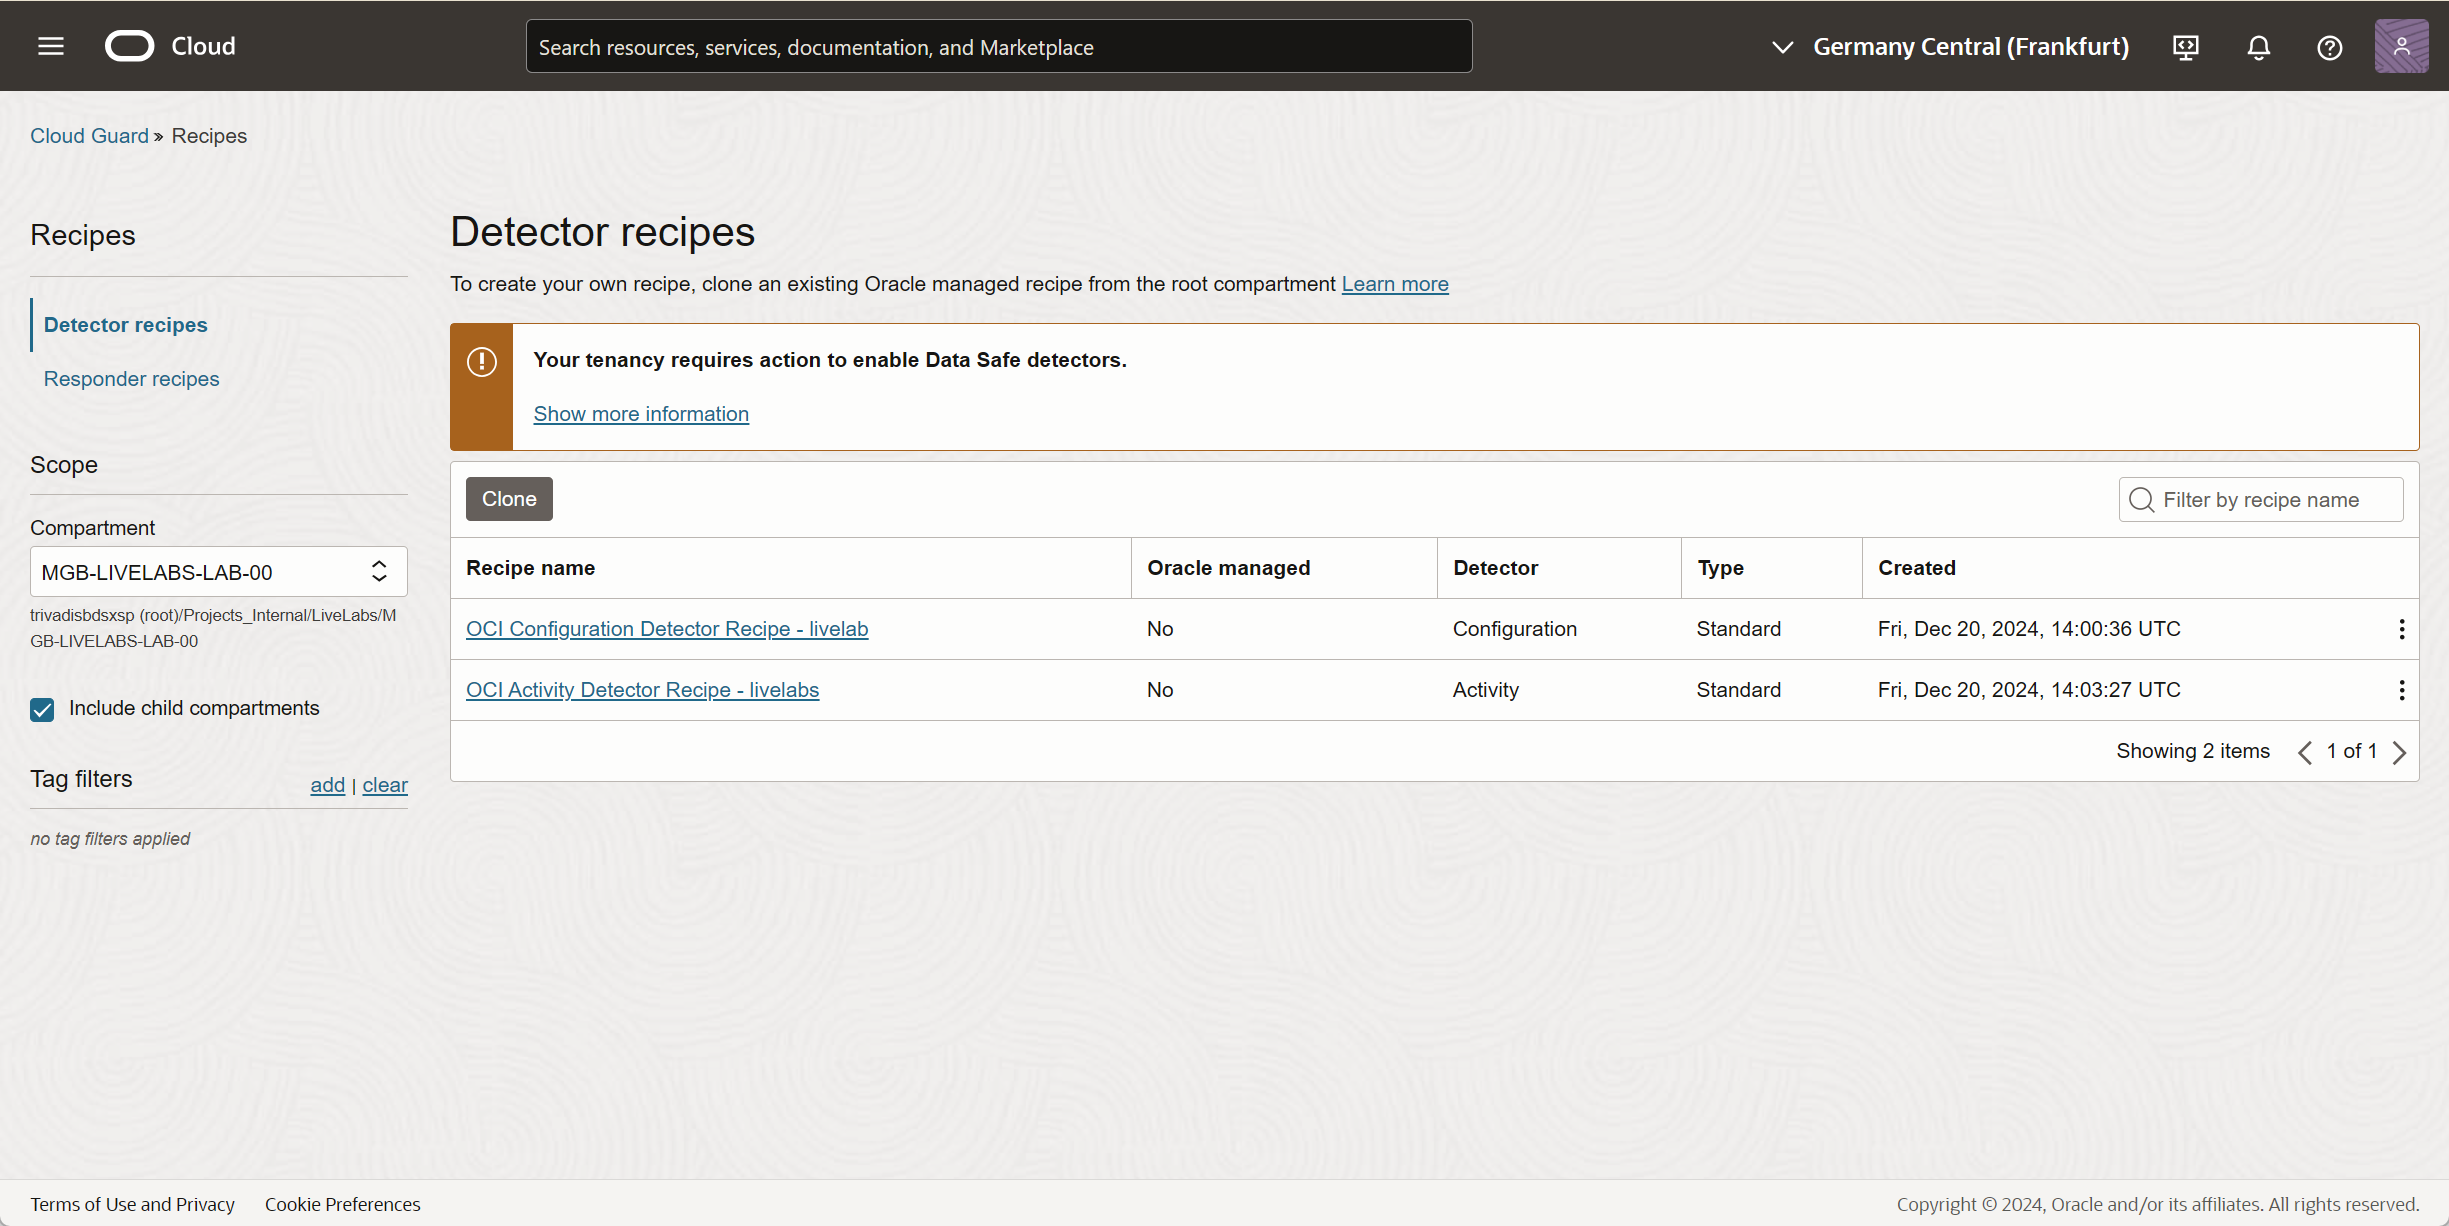 Cloud
Search resources, services, documentation, and Marketplace
Germany Central (Frankfurt)
Cloud Guard » Recipes
Recipes
Detector recipes
Responder recipes
Scope
Compartment
MGB-LIVELABS-LAB-00
trivadisbdsxsp (root)/Projects_Internal/LiveLabs/M
GB-LIVELABS-LAB-00
Include child compartments
Tag filters add | clear
no tag filters applied
Detector recipes
To create your own recipe, clone an existing Oracle managed recipe from the root compartment Learn more
Your tenancy requires action to enable Data Safe detectors.
Show more information
Clone
Filter by recipe name
Recipe name Oracle managed Detector Type Created
OCI Configuration Detector Recipe - livelab No Configuration Standard Fri, Dec 20, 2024, 14:00:36 UTC
OCI Activity Detector Recipe - livelabs No Activity Standard Fri, Dec 20, 2024, 14:03:27 UTC
Showing 2 items 1 of 1
Terms of Use and Privacy Cookie Preferences
Copyright © 2024, Oracle and/or its affiliates. All rights reserved.